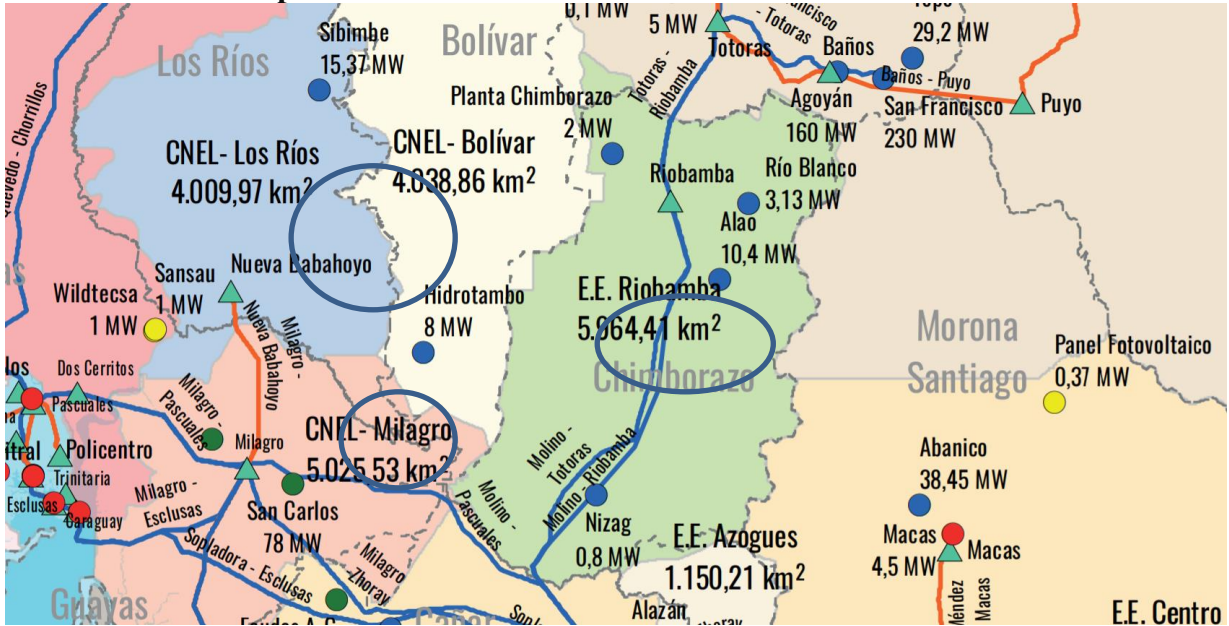 Sibimbe
15,37 MW
Los Ríos
Bolívar
0,1 MW
5 MW
Totoras
- Totoras
Baños
29,2 MW
Baños - Puyo
Puyo
Agoyán
160 MW
San Francisco
230 MW
Totoras -
Riobamba
Planta Chimborazo
2 MW
Quevedo - Chorrillos
CNEL- Los Ríos
4.009,97 km²
CNEL- Bolívar
4.038,86 km²
Riobamba
Río Blanco
3,13 MW
Alao
10,4 MW
Nueva Babahoyo
Sansau
1 MW
Wildtecsa
1 MW
Hidrotambo
8 MW
E.E. Riobamba
5.964,41 km²
Chimborazo
Morona
Santiago
Panel Fotovoltaico
0,37 MW
Nueva Babahoyo
Milagro -
Dos Cerritos
Pascuales
Milagro -
Pascuales
Policentro
Trinitaria
Esclusas
Caraguay
Milagro
CNEL- Milagro
5.025,53 km²
Milagro -
Esclusas
San Carlos
78 MW
Molino -
Pascuales
Molino -
Totoras
Molino - Riobamba
Nizag
0,8 MW
Abanico
38,45 MW
Macas
4,5 MW
Macas
Sopladora - Esclusas
Milagro
Zhoray
E.E. Azogues
1.150,21 km²
Guayas
Cañar
Alazán
Méndez
Macas
E.E. Centro